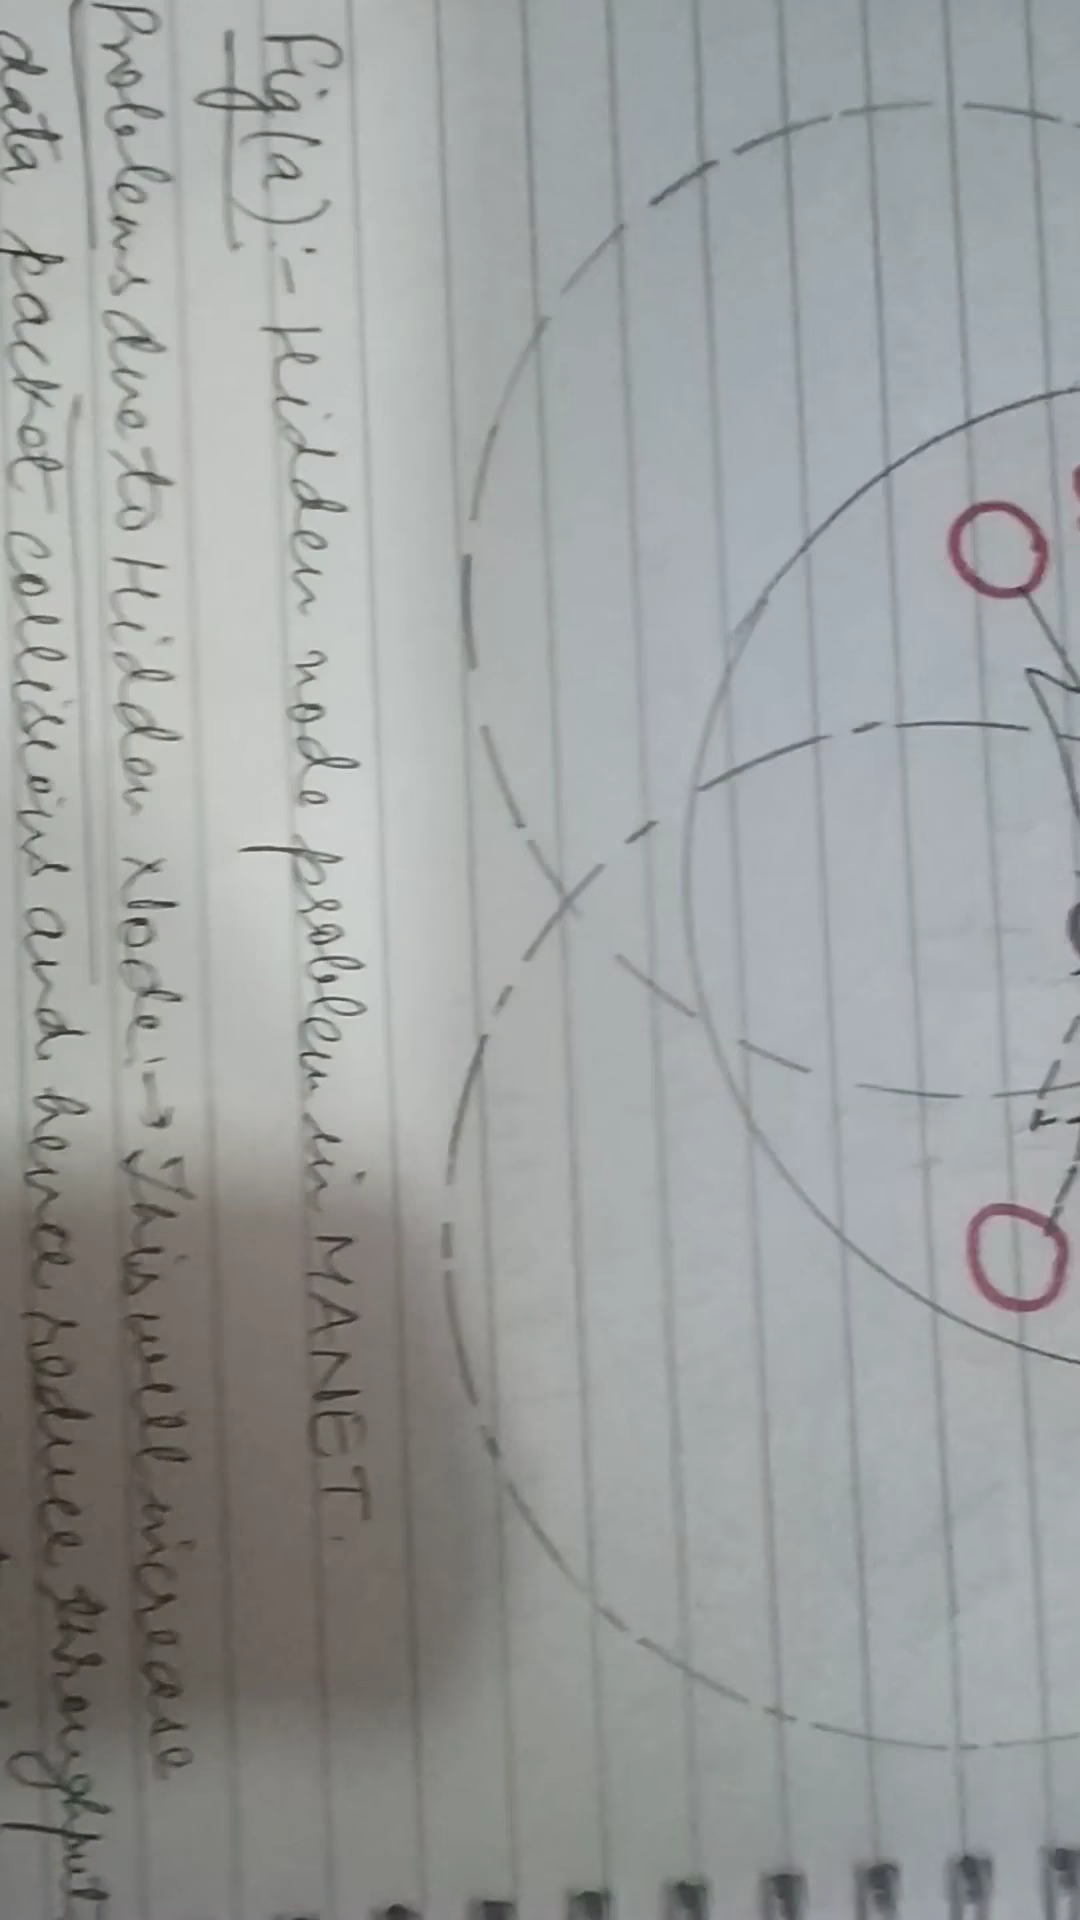 Fig(a):- Hidden node problem in MANET.
Problems due to Hidden Node:→ This will increase
data packet collisions and hence reduce throughput